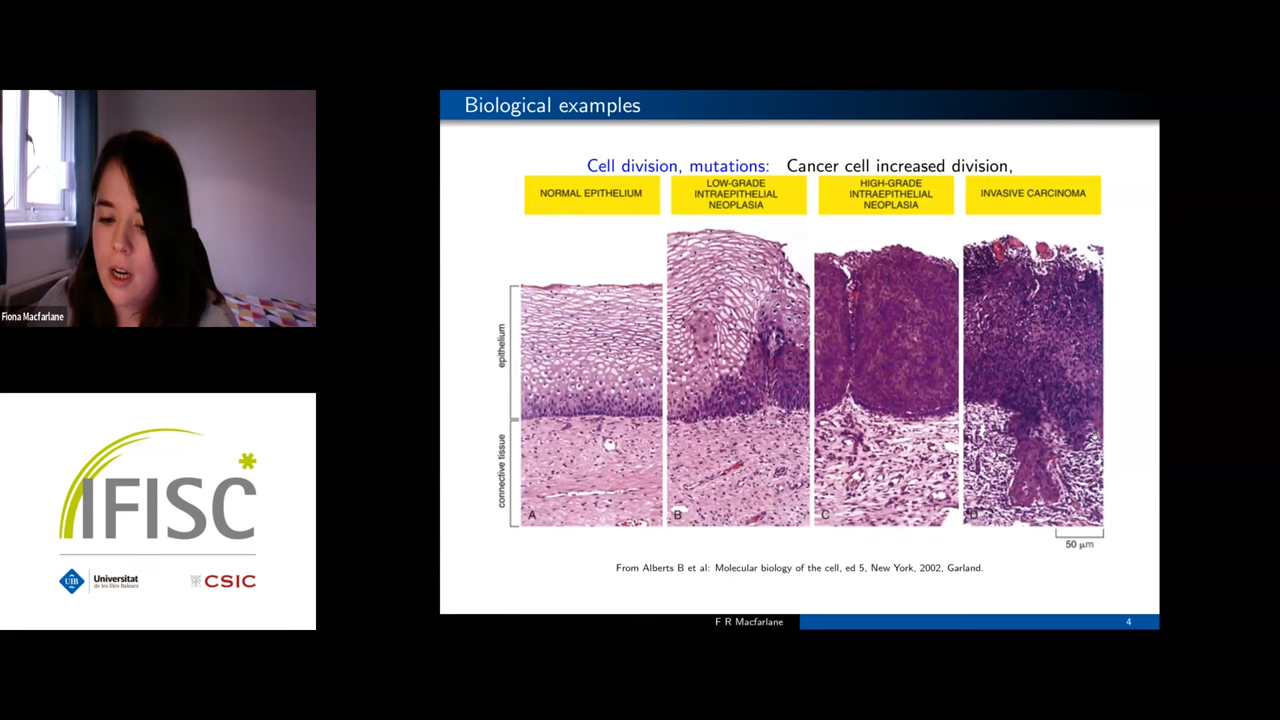 Biological examples
Cell division, mutations: Cancer cell increased division,
NORMAL EPITHELIUM
LOW-GRADE
INTRAEPITHELIAL
NEOPLASIA
HIGH-GRADE
INTRAEPITHELIAL
NEOPLASIA
INVASIVE CARCINOMA
epithelium
connective tissue
A
B
C
D
50 μm
From Alberts B et al: Molecular biology of the cell, ed 5, New York, 2002, Garland.
F R Macfarlane
4
Fiona Macfarlane
IFISC
UIB
Universitat
de les Illes Balears
CSIC